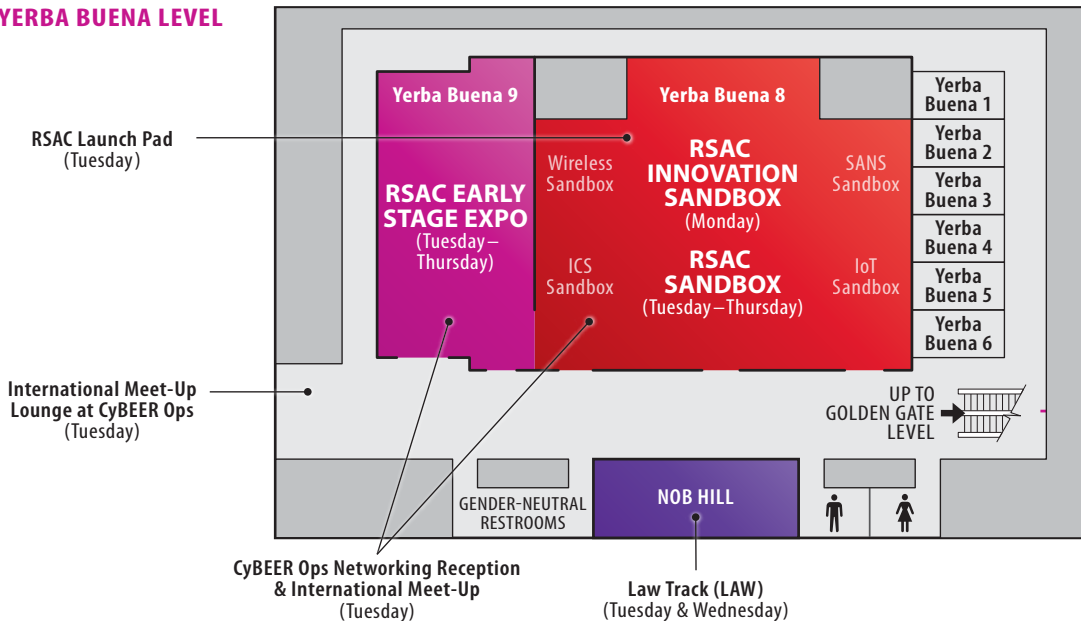 YERBA BUENA LEVEL
RSAC Launch Pad
(Tuesday)
International Meet-Up
Lounge at CyBEER Ops
(Tuesday)
Yerba Buena 9
RSAC EARLY
STAGE EXPO
(Tuesday–
Thursday)
Yerba Buena 8
Wireless
Sandbox
RSAC
INNOVATION
SANDBOX
(Monday)
SANS
Sandbox
ICS
Sandbox
RSAC
SANDBOX
(Tuesday–Thursday)
IoT
Sandbox
Yerba
Buena 1
Yerba
Buena 2
Yerba
Buena 3
Yerba
Buena 4
Yerba
Buena 5
Yerba
Buena 6
UP TO
GOLDEN GATE
LEVEL
GENDER-NEUTRAL
RESTROOMS
NOB HILL
CyBEER Ops Networking Reception
& International Meet-Up
(Tuesday)
Law Track (LAW)
(Tuesday & Wednesday)